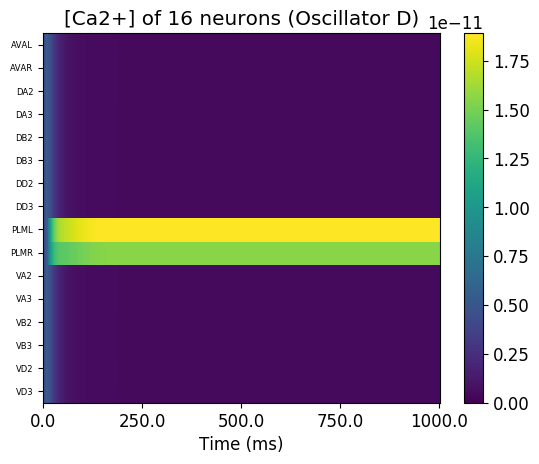 [Ca2+] of 16 neurons (Oscillator D)
1e−11
AVAL
AVAR
DA2
DA3
DB2
DB3
DD2
DD3
PLML
PLMR
VA2
VA3
VB2
VB3
VD2
VD3
0.0 250.0 500.0 750.0 1000.0
Time (ms)
1.75
1.50
1.25
1.00
0.75
0.50
0.25
0.00